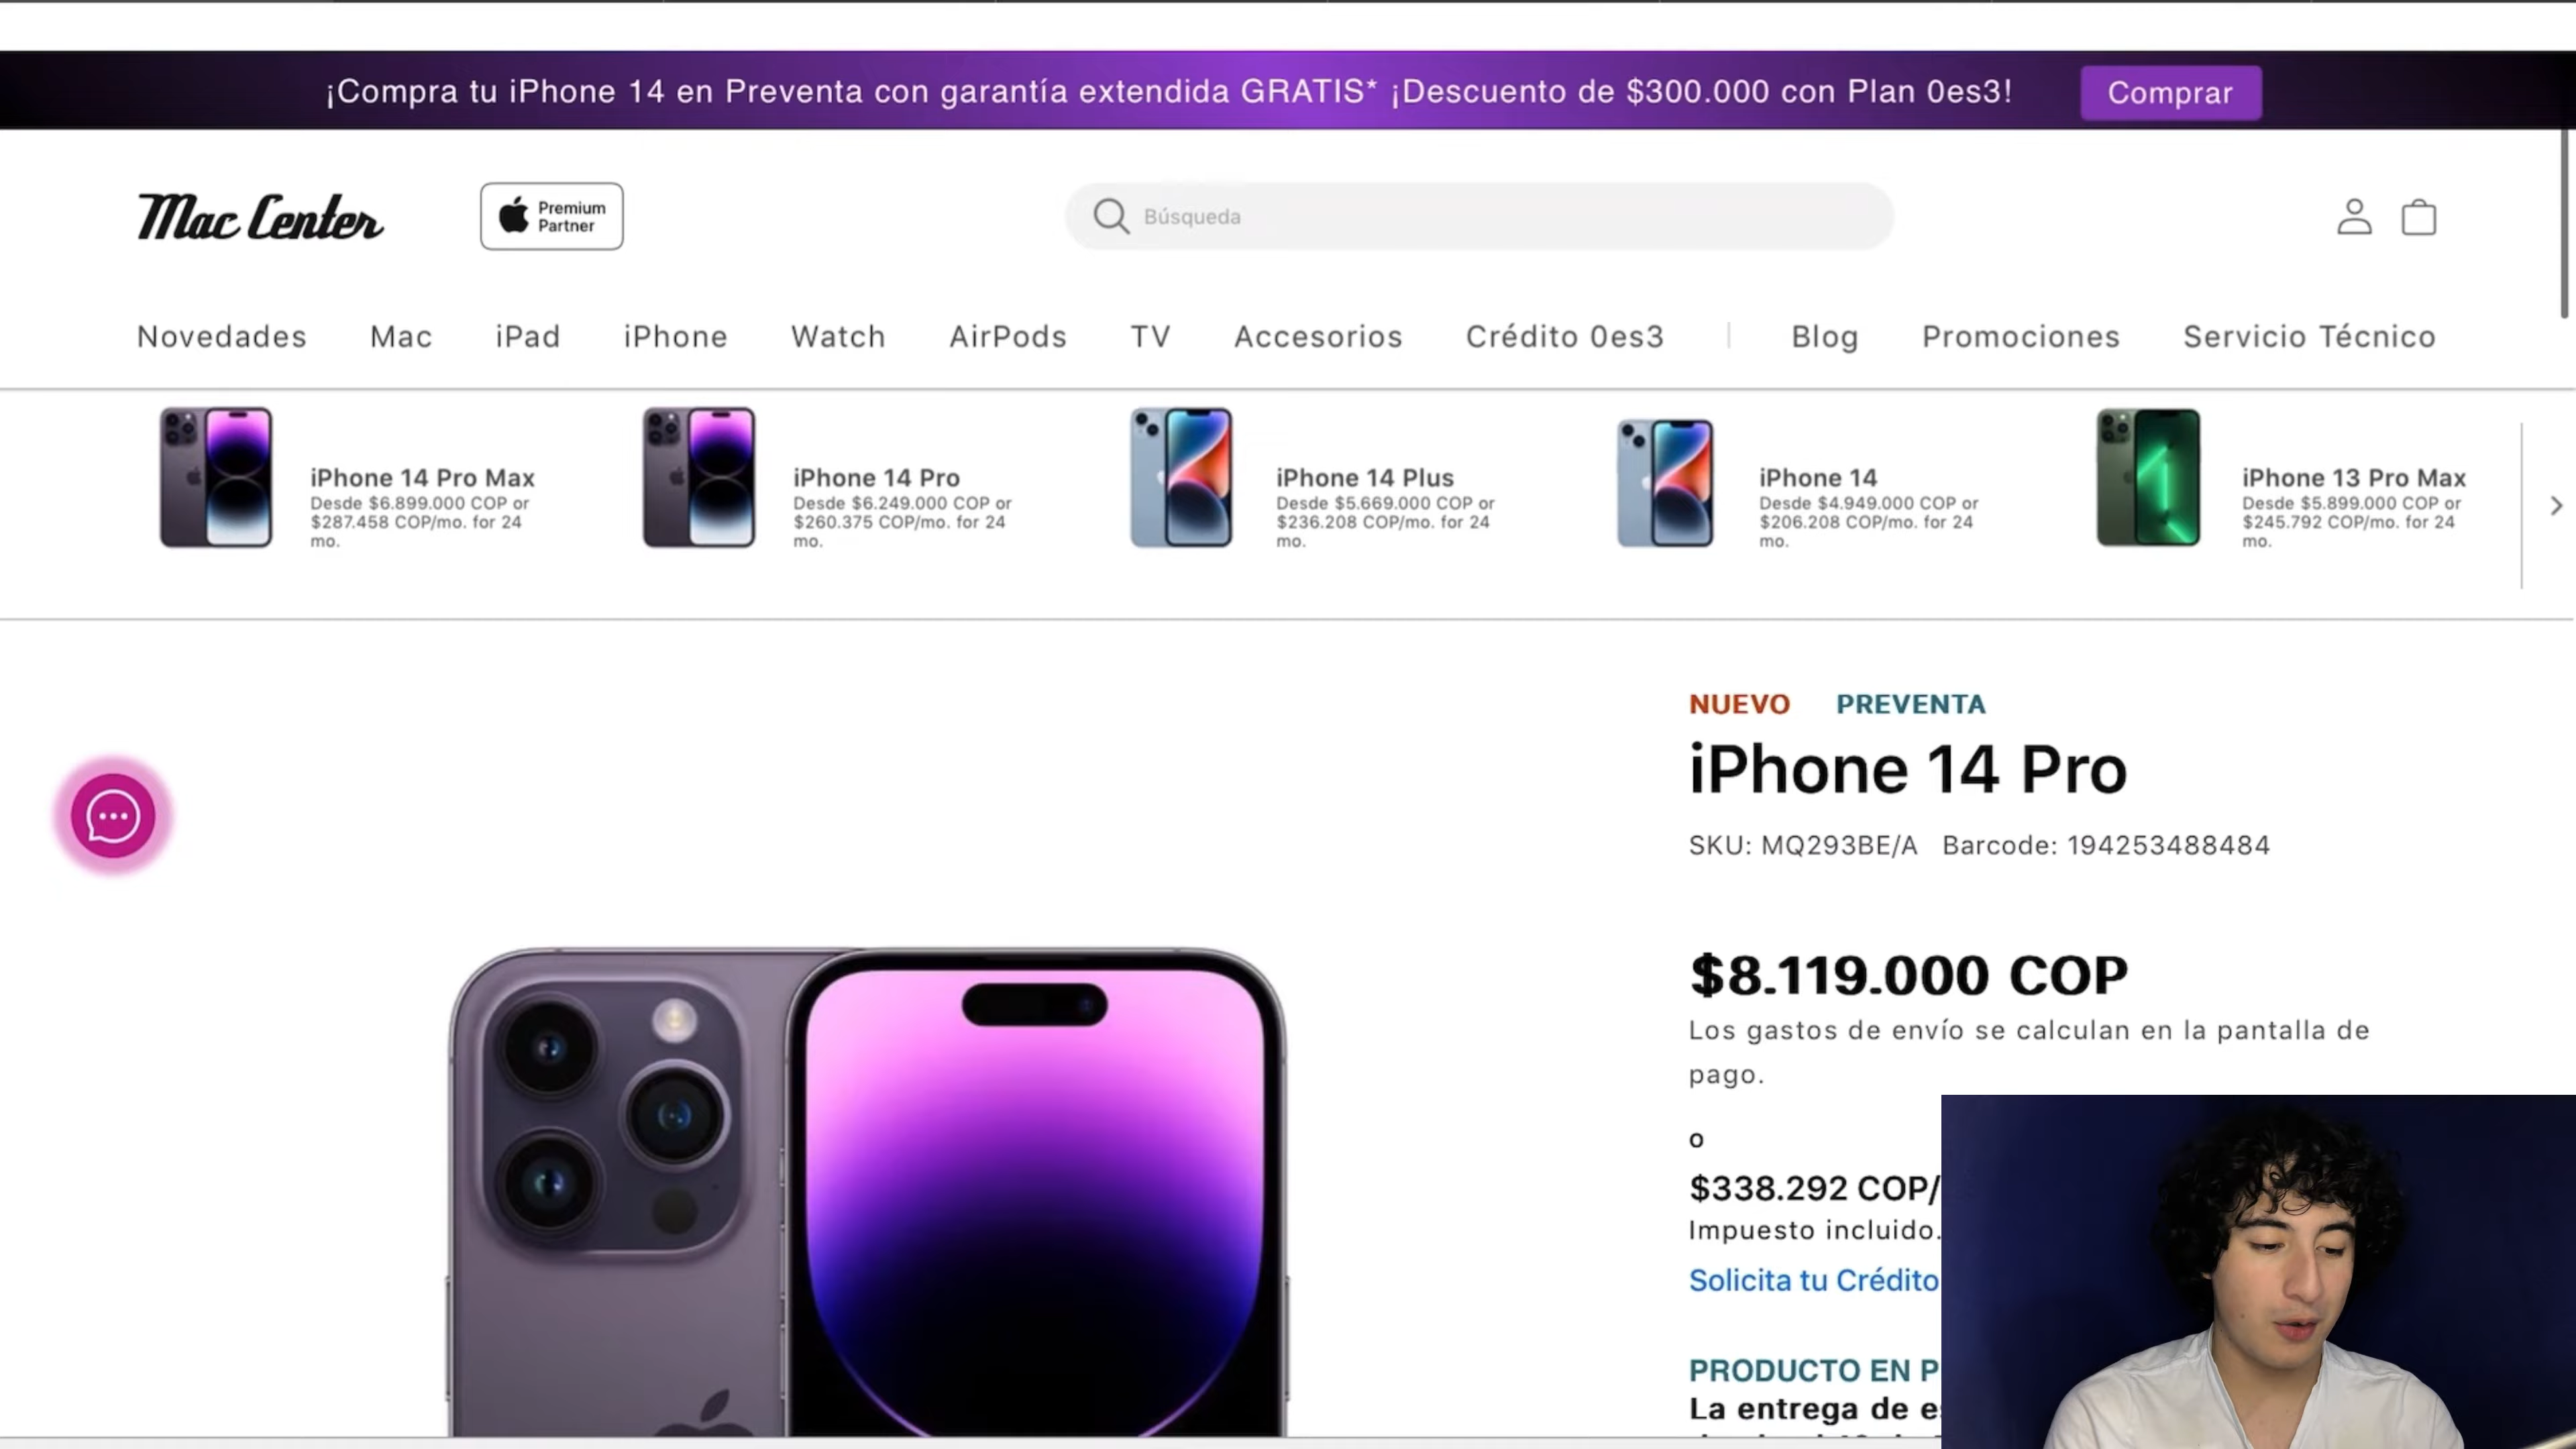 ¡Compra tu iPhone 14 en Preventa con garantía extendida GRATIS* ¡Descuento de $300.000 con Plan 0es3!
Comprar
Mac Center
Premium
Partner
Búsqueda
Novedades
Mac
iPad
iPhone
Watch
AirPods
TV
Accesorios
Crédito 0es3
Blog
Promociones
Servicio Técnico
iPhone 14 Pro Max
Desde $6.899.000 COP or
$287.458 COP/mo. for 24
mo.
iPhone 14 Pro
Desde $6.249.000 COP or
$260.375 COP/mo. for 24
mo.
iPhone 14 Plus
Desde $5.669.000 COP or
$236.208 COP/mo. for 24
mo.
iPhone 14
Desde $4.949.000 COP or
$206.208 COP/mo. for 24
mo.
iPhone 13 Pro Max
Desde $5.899.000 COP or
$245.792 COP/mo. for 24
mo.
NUEVO PREVENTA
iPhone 14 Pro
SKU: MQ293BE/A Barcode: 194253488484
$8.119.000 COP
Los gastos de envío se calculan en la pantalla de
pago.
o
$338.292 COP/
Impuesto incluido.
Solicita tu Crédito
PRODUCTO EN P
La entrega de e